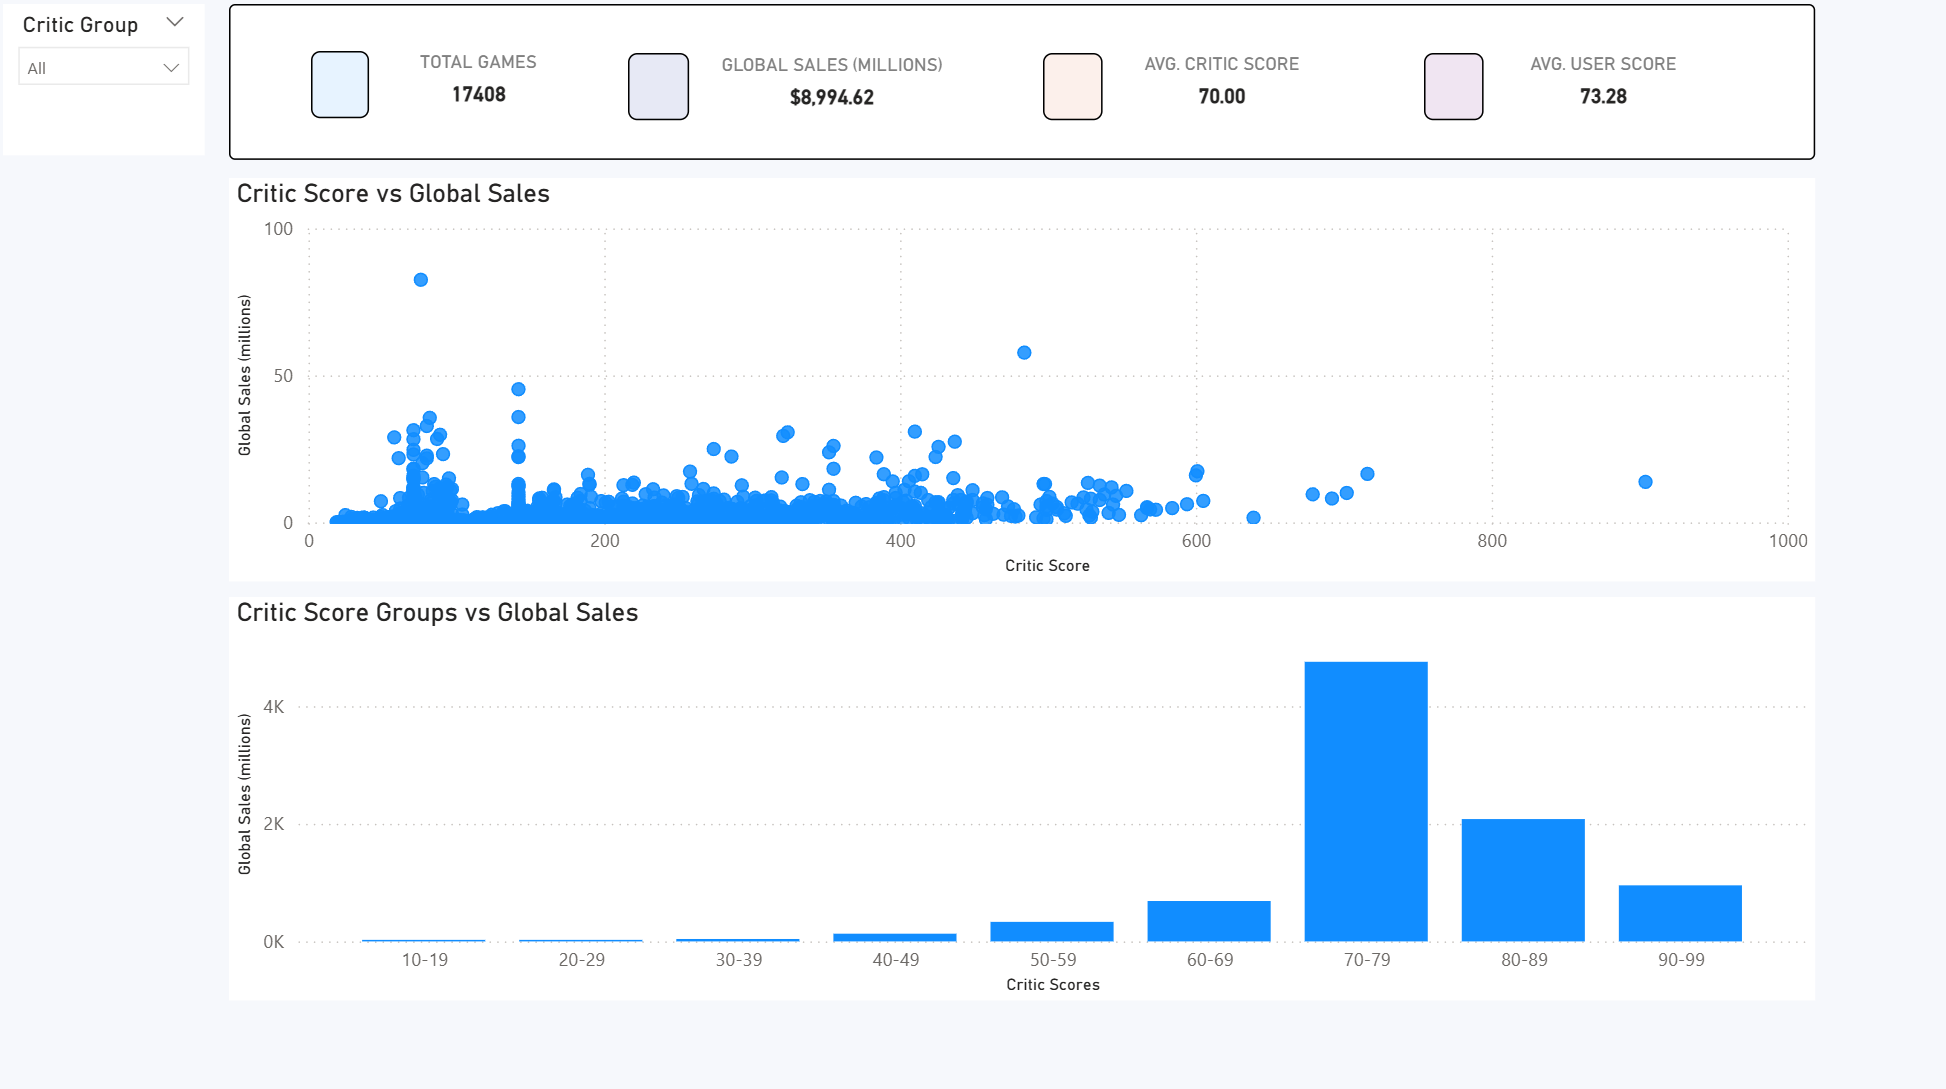 Critic Group
All
TOTAL GAMES
17408
GLOBAL SALES (MILLIONS)
$8,994.62
AVG. CRITIC SCORE
70.00
AVG. USER SCORE
73.28
Critic Score vs Global Sales
Global Sales (millions)
100
50
0
0 200 400 600 800 1000
Critic Score
Critic Score Groups vs Global Sales
Global Sales (millions)
4K
2K
0K
10-19 20-29 30-39 40-49 50-59 60-69 70-79 80-89 90-99
Critic Scores